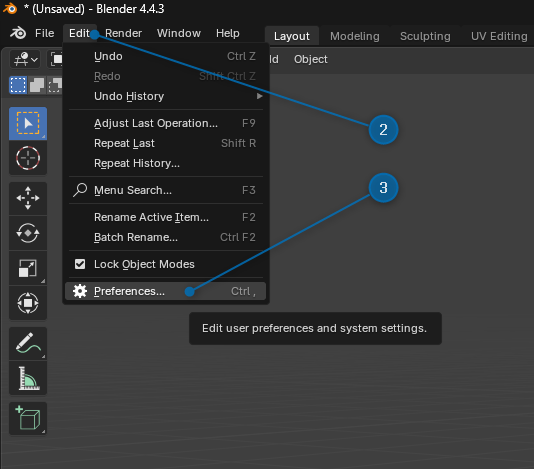 * (Unsaved) - Blender 4.4.3
File Edit Render Window Help Layout Modeling Sculpting UV Editing
Object
Undo Ctrl Z
Redo Shift Ctrl Z
Undo History
Adjust Last Operation... F9
Repeat Last Shift R
2
Repeat History...
Menu Search... F3
3
Rename Active Item... F2
Batch Rename... Ctrl F2
Lock Object Modes
Preferences... Ctrl ,
Edit user preferences and system settings.